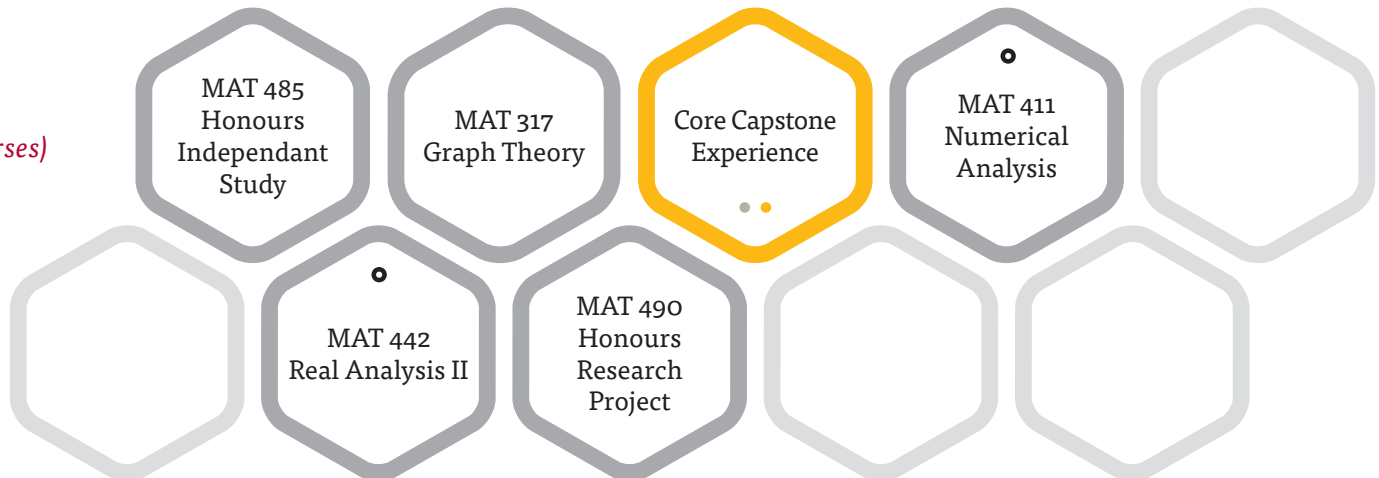 rses)
MAT 485
Honours
Independant
Study
MAT 317
Graph Theory
Core Capstone
Experience
MAT 411
Numerical
Analysis
MAT 442
Real Analysis II
MAT 490
Honours
Research
Project